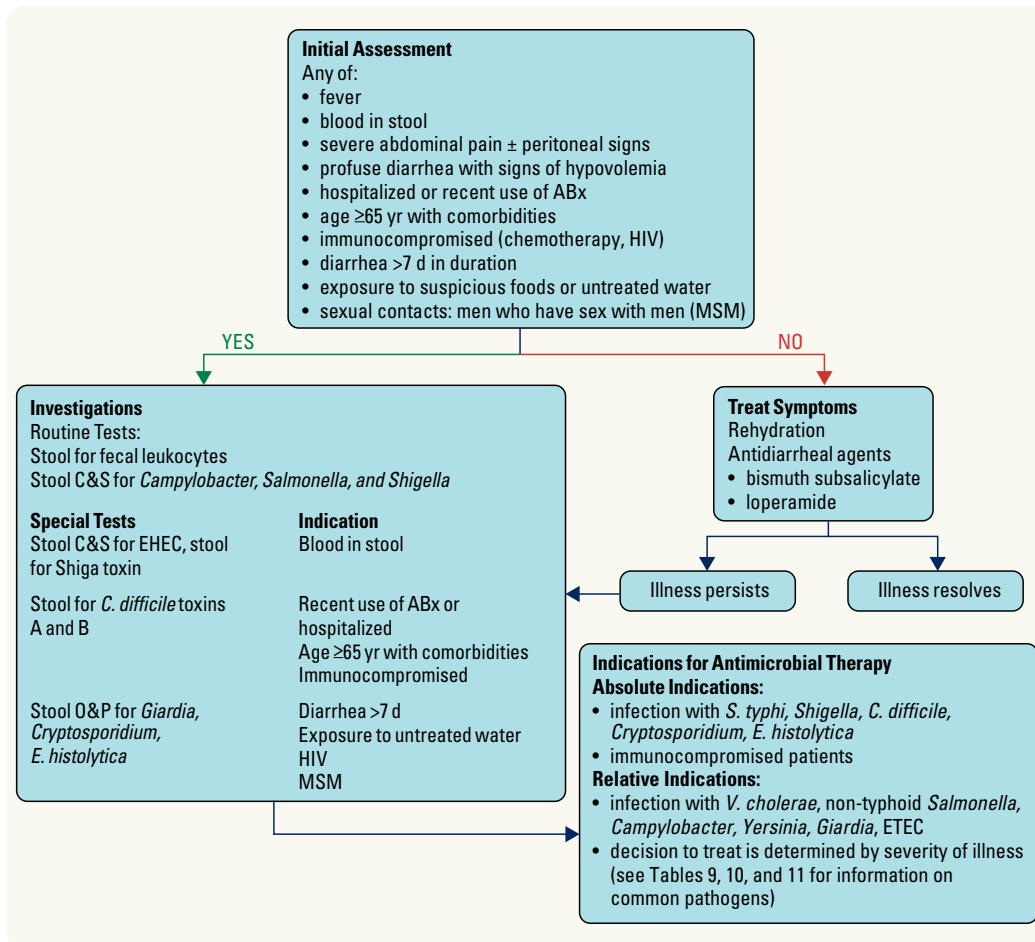 Initial Assessment
Any of:
• fever
• blood in stool
• severe abdominal pain ± peritoneal signs
• profuse diarrhea with signs of hypovolemia
• hospitalized or recent use of ABx
• age ≥65 yr with comorbidities
• immunocompromised (chemotherapy, HIV)
• diarrhea >7 d in duration
• exposure to suspicious foods or untreated water
• sexual contacts: men who have sex with men (MSM)
YES
NO
Investigations
Routine Tests:
Stool for fecal leukocytes
Stool C&S for Campylobacter, Salmonella, and Shigella
Special Tests
Indication
Stool C&S for EHEC, stool
for Shiga toxin
Blood in stool
Stool for C. difficile toxins
A and B
Recent use of ABx or
hospitalized
Age ≥65 yr with comorbidities
Immunocompromised
Stool O&P for Giardia,
Cryptosporidium,
E. histolytica
Diarrhea >7 d
Exposure to untreated water
HIV
MSM
Treat Symptoms
Rehydration
Antidiarrheal agents
• bismuth subsalicylate
• loperamide
Illness persists
Illness resolves
Indications for Antimicrobial Therapy
Absolute Indications:
• infection with S. typhi, Shigella, C. difficile,
Cryptosporidium, E. histolytica
• immunocompromised patients
Relative Indications:
• infection with V. cholerae, non-typhoid Salmonella,
Campylobacter, Yersinia, Giardia, ETEC
• decision to treat is determined by severity of illness
(see Tables 9, 10, and 11 for information on
common pathogens)